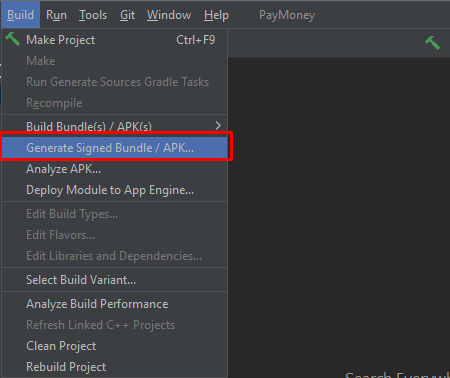 Build Run Tools Git Window Help PayMoney
Make Project Ctrl+F9
Make
Run Generate Sources Gradle Tasks
Recompile
Build Bundle(s) / APK(s)
Generate Signed Bundle / APK...
Analyze APK...
Deploy Module to App Engine...
Edit Build Types...
Edit Flavors...
Edit Libraries and Dependencies...
Select Build Variant...
Analyze Build Performance
Refresh Linked C++ Projects
Clean Project
Rebuild Project
Search